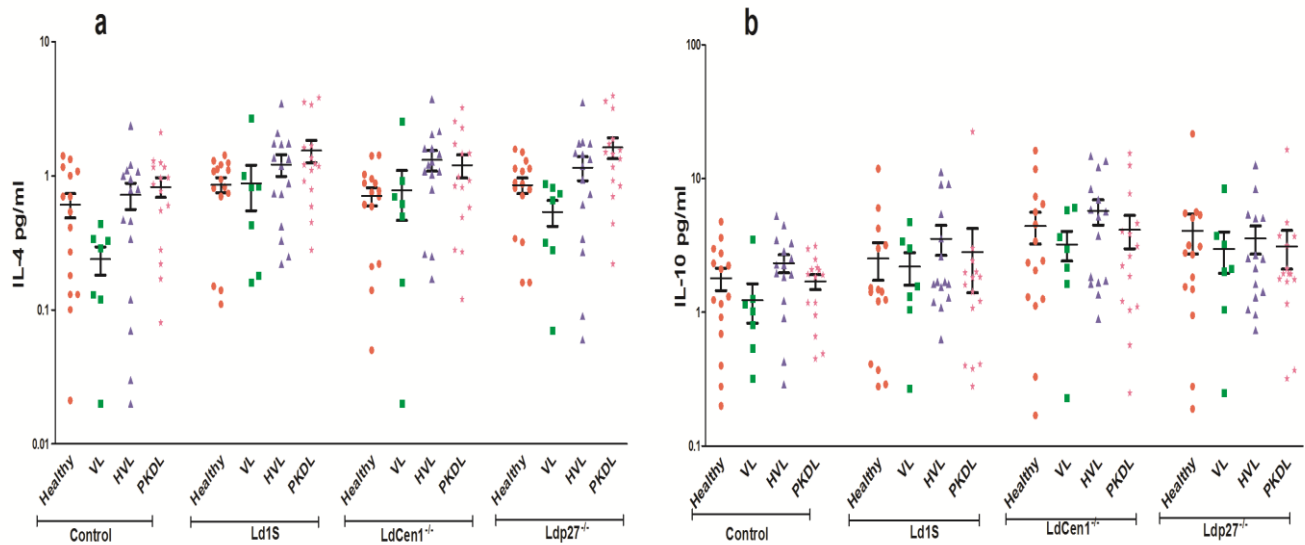 a
IL-4 pg/ml
10
1
0.1
0.01
Healthy VL HVL PKDL Healthy VL HVL PKDL Healthy VL HVL PKDL Healthy VL HVL PKDL
Control Ld1S LdCen1-/- Ldp27-/-
b
IL-10 pg/ml
100
10
1
0.1
Healthy VL HVL PKDL Healthy VL HVL PKDL Healthy VL HVL PKDL Healthy VL HVL PKDL
Control Ld1S LdCen1-/- Ldp27-/-